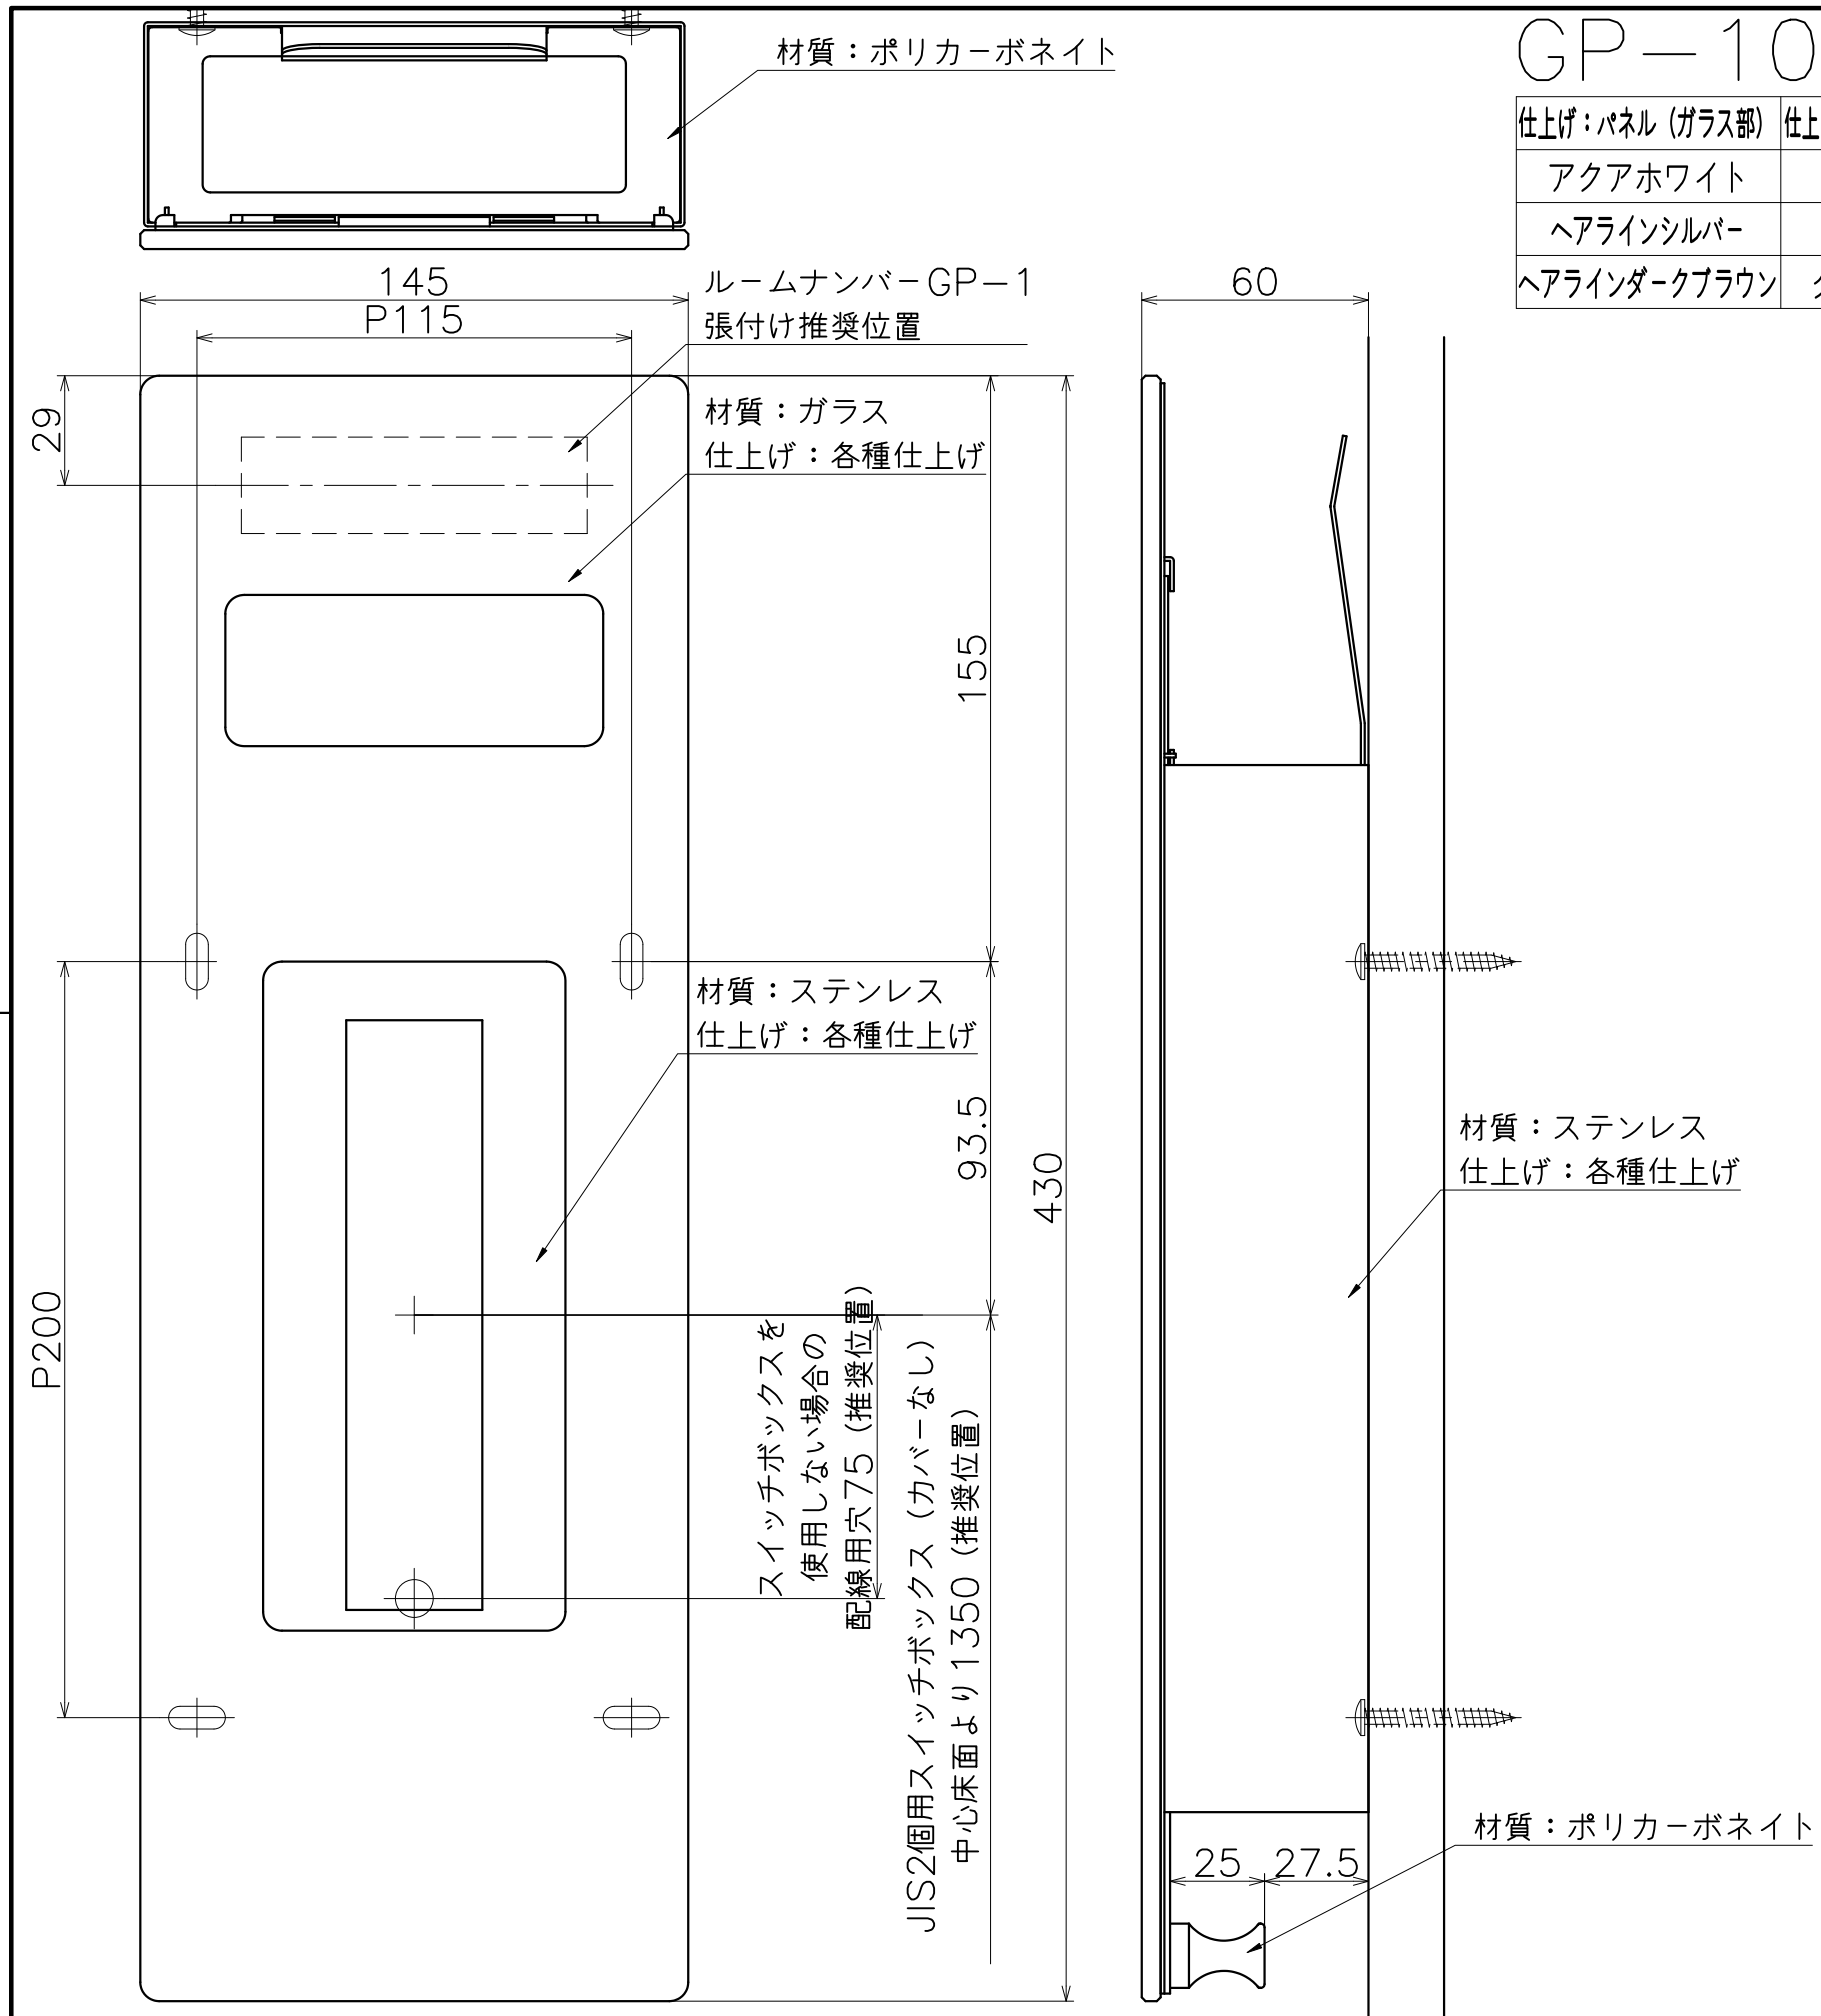 GP-10
材質：ポリカーボネイト
仕上げ：パネル（ガラス部） 仕上
アクアホワイト
ヘアラインシルバー
ヘアラインダークブラウン
145
P115
60
ルームナンバーGP-1
張付け推奨位置
29
材質：ガラス
仕上げ：各種仕上げ
155
材質：ステンレス
仕上げ：各種仕上げ
93.5
430
材質：ステンレス
仕上げ：各種仕上げ
P200
スイッチボックスを
使用しない場合の
配線用穴75（推奨位置）
JIS2個用スイッチボックス（カバーなし）
中心床面より1350（推奨位置）
材質：ポリカーボネイト
25
27.5